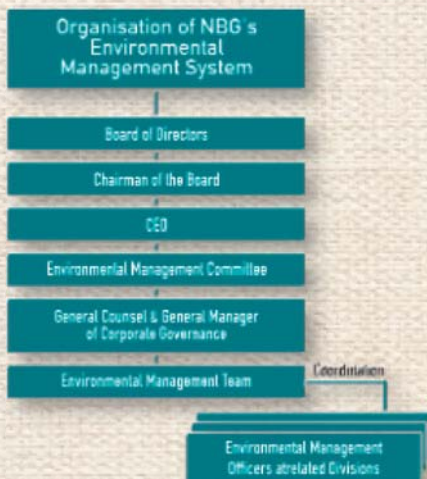 Organisation of NBG's
Environmental
Management System
Board of Directors
Chairman of the Board
CEO
Environmental Management Committee
General Counsel & General Manager
of Corporate Governance
Environmental Management Team
Coordination
Environmental Management
Officers atrelated Divisions